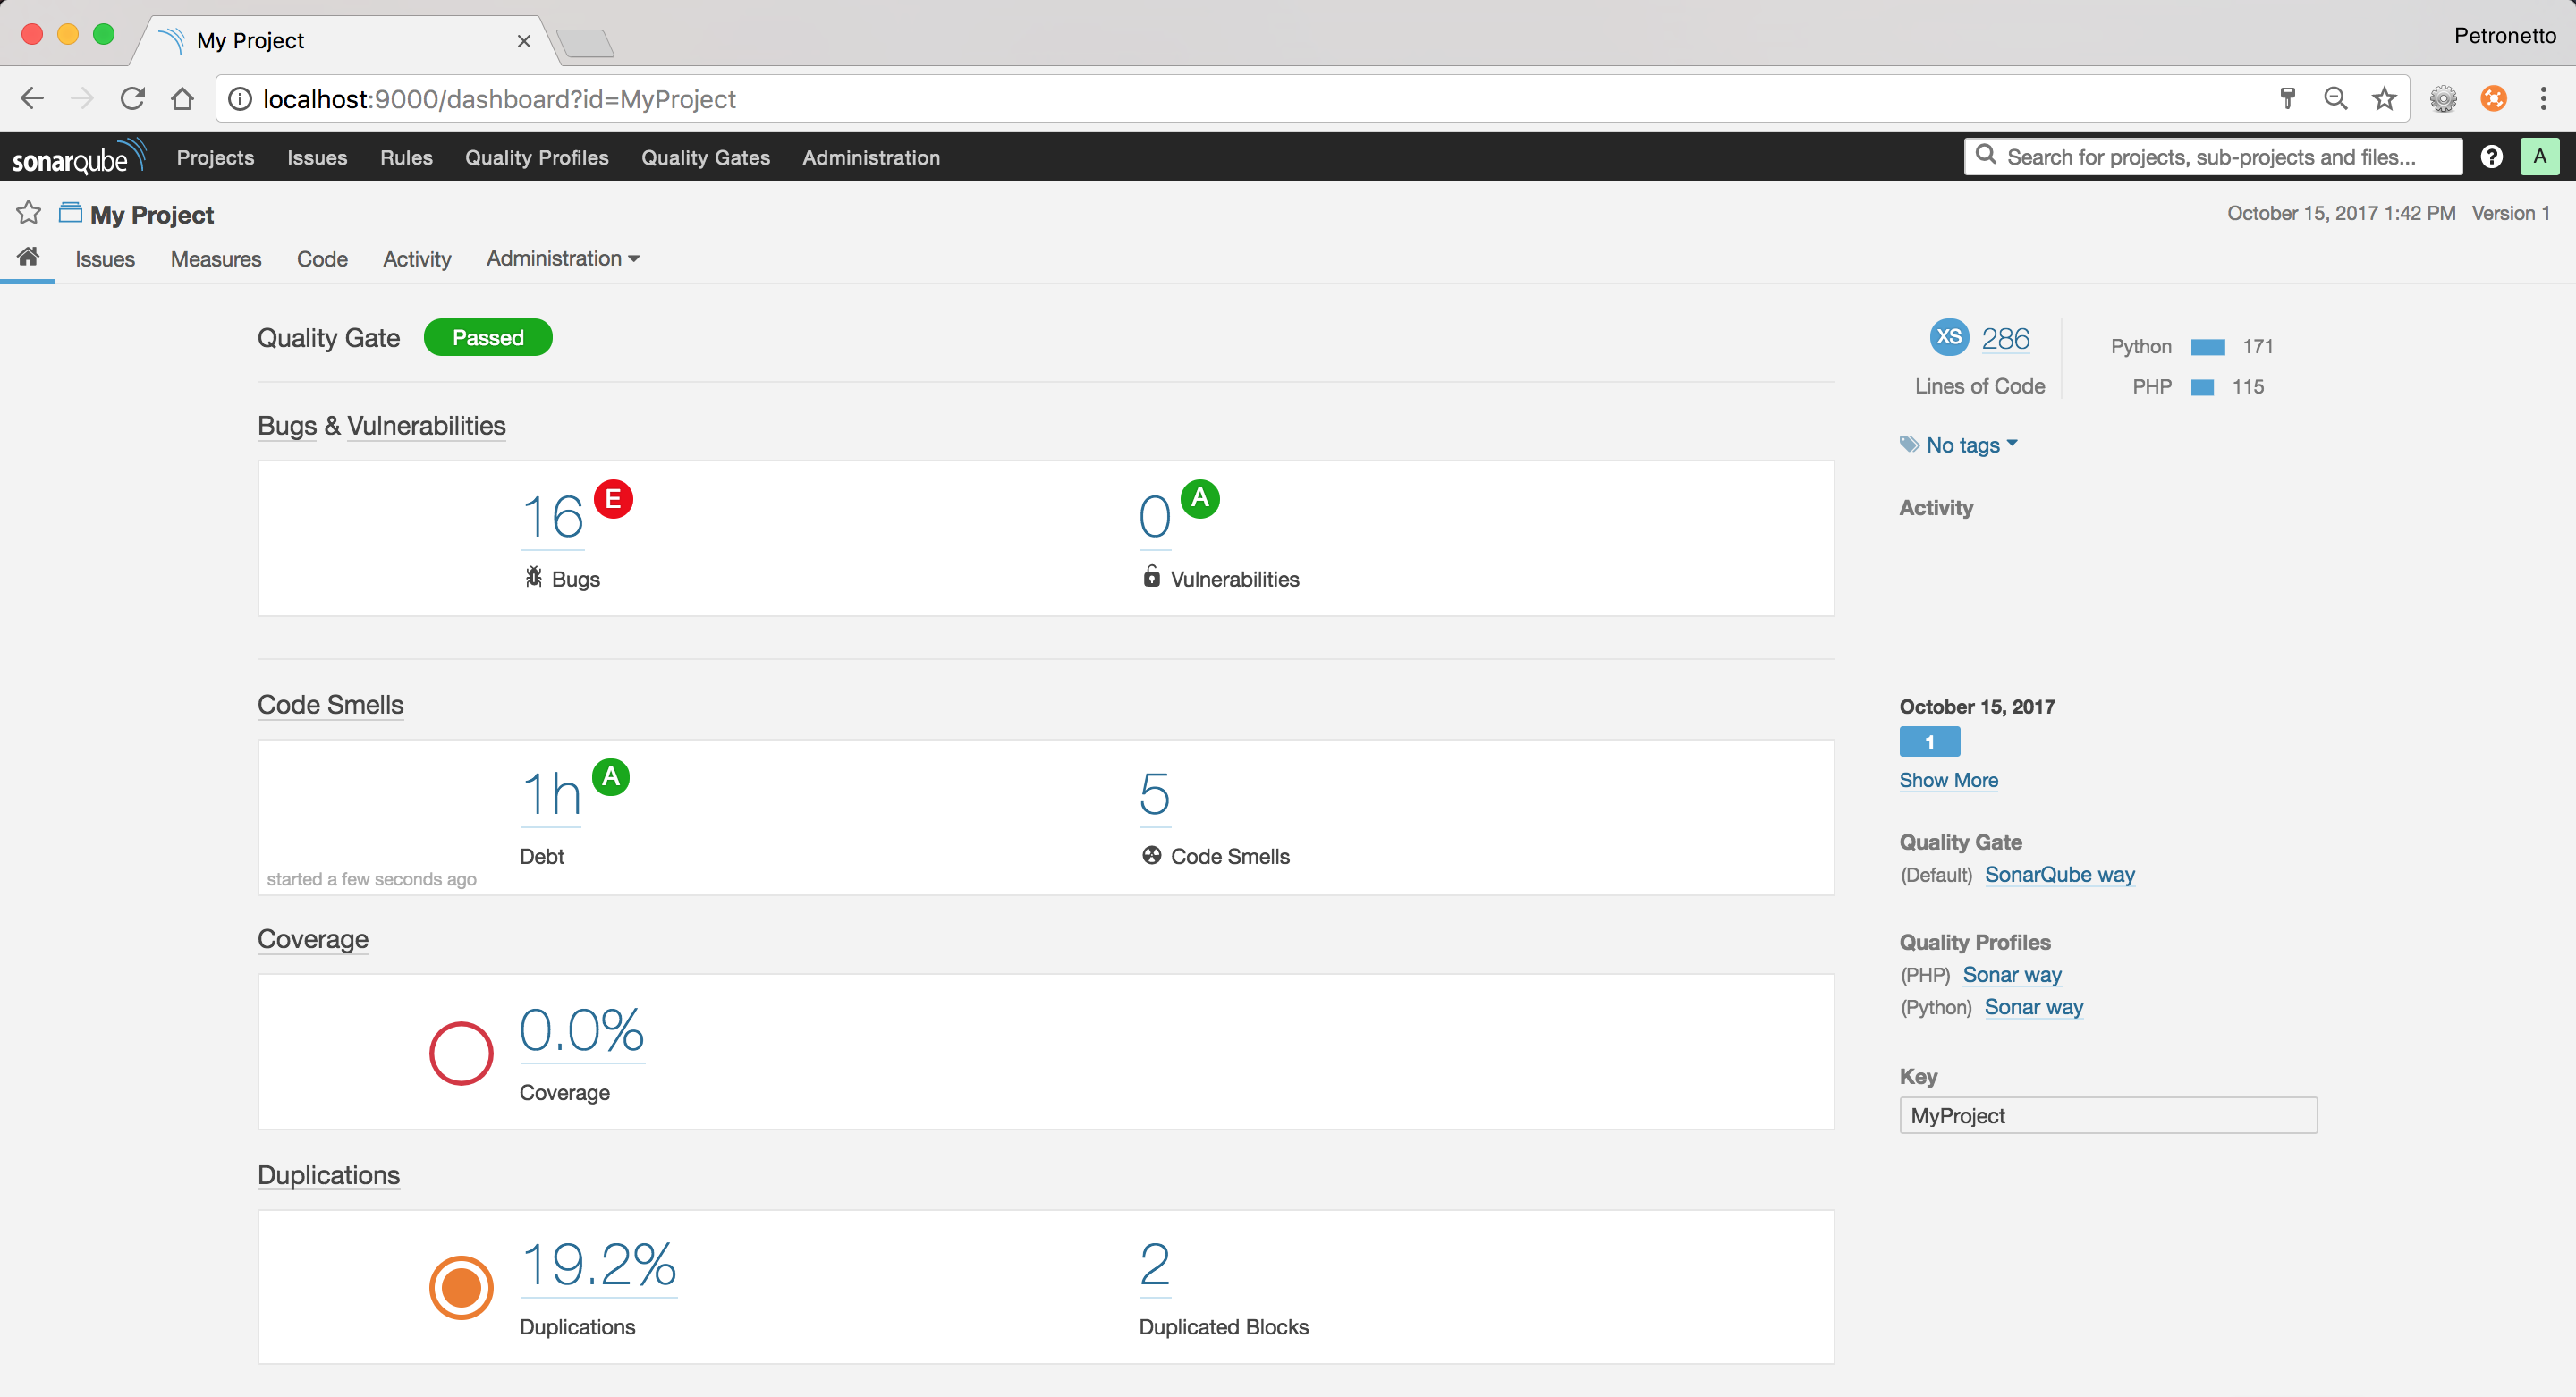 My Project
Petronetto
localhost:9000/dashboard?id=MyProject
sonarqube Projects Issues Rules Quality Profiles Quality Gates Administration Search for projects, sub-projects and files... ? A
My Project October 15, 2017 1:42 PM Version 1
Issues Measures Code Activity Administration
Quality Gate Passed
Bugs & Vulnerabilities
16 E 0 A
Bugs Vulnerabilities
Code Smells
1h A 5
Debt Code Smells
started a few seconds ago
Coverage
0.0%
Coverage
Duplications
19.2% 2
Duplications Duplicated Blocks
XS 286 Python 171
Lines of Code PHP 115
No tags
Activity
October 15, 2017
1
Show More
Quality Gate
(Default) SonarQube way
Quality Profiles
(PHP) Sonar way
(Python) Sonar way
Key
MyProject